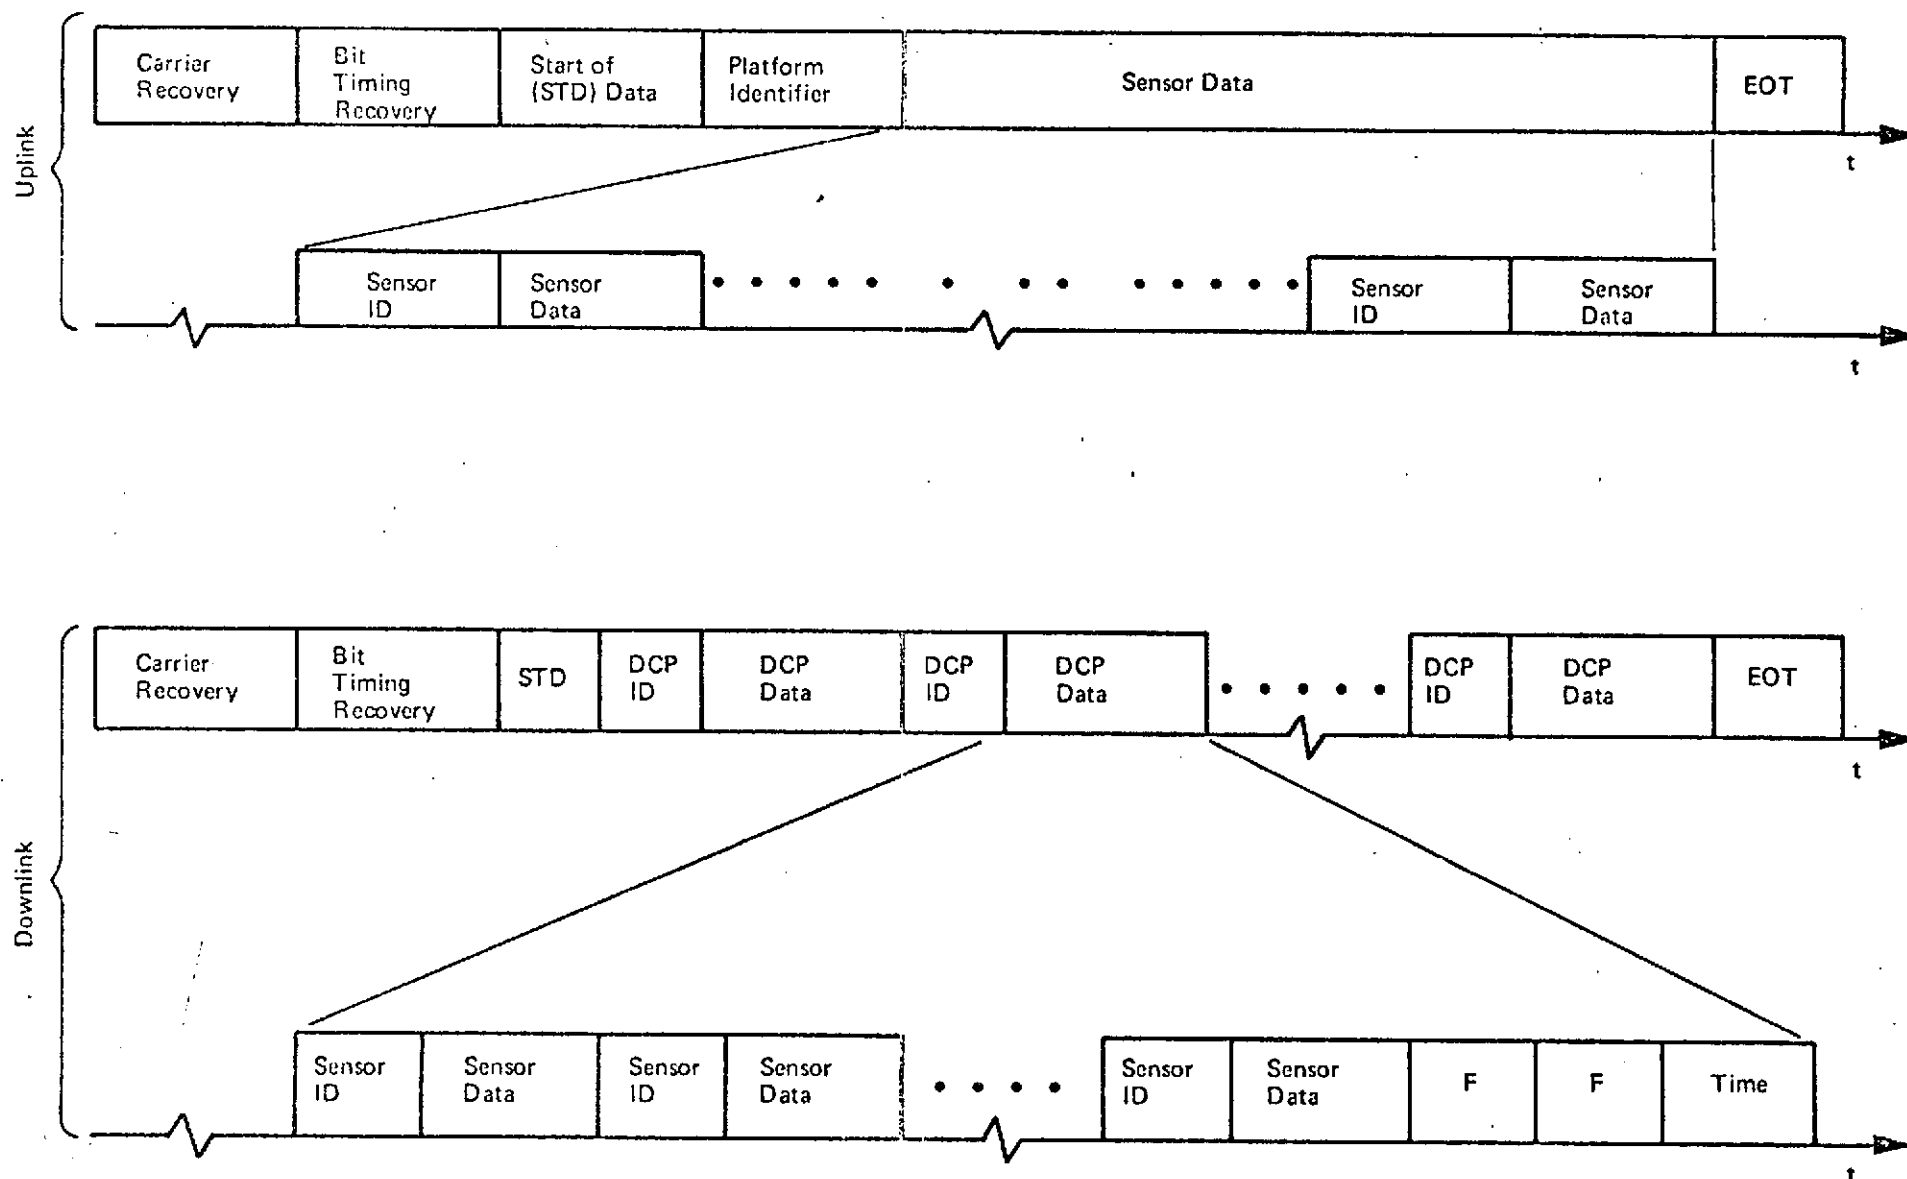 Uplink
Carrier
Recovery
Bit
Timing
Recovery
Start of
(STD) Data
Platform
Identifier
Sensor Data
EOT
t
Sensor
ID
Sensor
Data
Sensor
ID
Sensor
Data
t
Downlink
Carrier
Recovery
Bit
Timing
Recovery
STD
DCP
ID
DCP
Data
DCP
ID
DCP
Data
DCP
ID
DCP
Data
EOT
t
Sensor
ID
Sensor
Data
Sensor
ID
Sensor
Data
Sensor
ID
Sensor
Data
F
F
Time
t